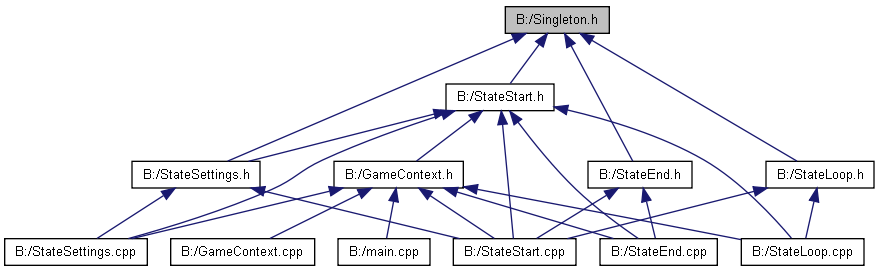 B:/Singleton.h
B:/StateStart.h
B:/StateSettings.h
B:/GameContext.h
B:/StateEnd.h
B:/StateLoop.h
B:/StateSettings.cpp
B:/GameContext.cpp
B:/main.cpp
B:/StateStart.cpp
B:/StateEnd.cpp
B:/StateLoop.cpp